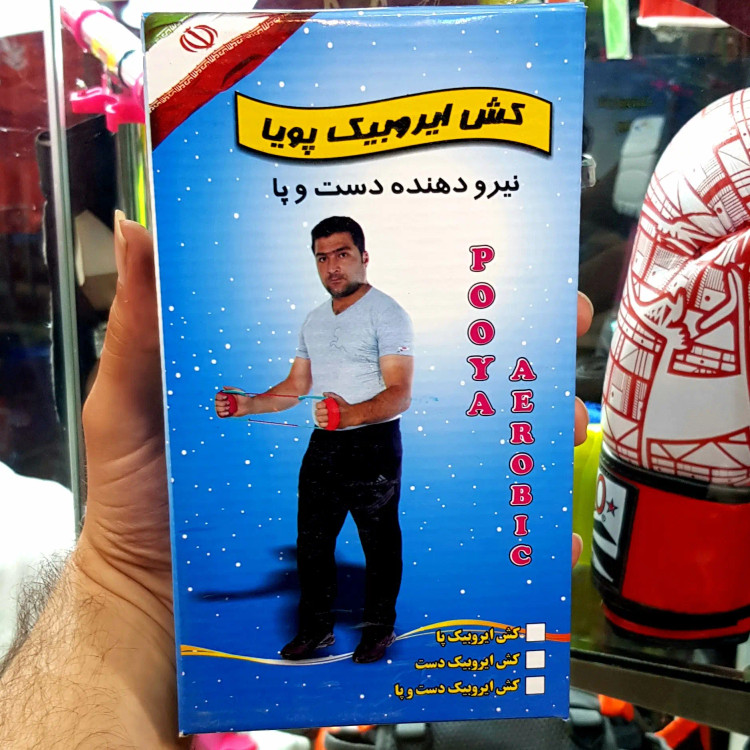 کش ایروبیک پویا
نیرو دهنده دست و پا
POOYA
AEROBIC
کش ایروبیک پا
کش ایروبیک دست
کش ایروبیک دست و پا